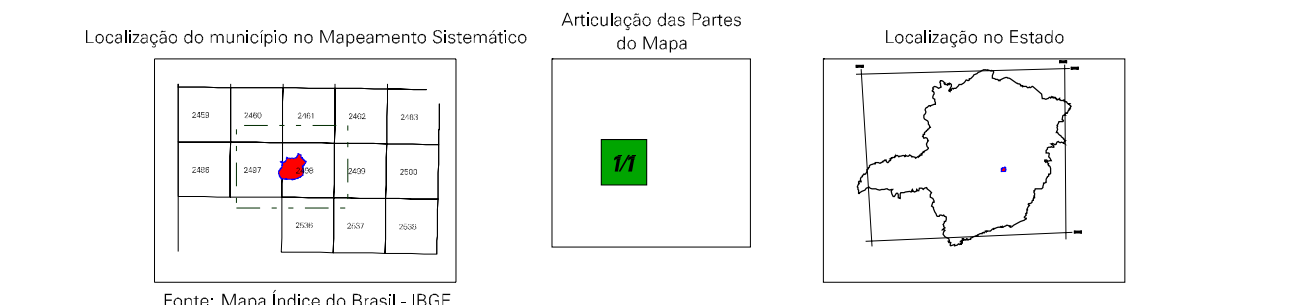 Articulação das Partes
do Mapa
Localização do município no Mapeamento Sistemático
Localização no Estado
2459 2460 2461 2462 2463
2486 2487 2498 2499 2500
1/1
2536 2537 2538
Fonte: Mapa Índice do Brasil - IBGE